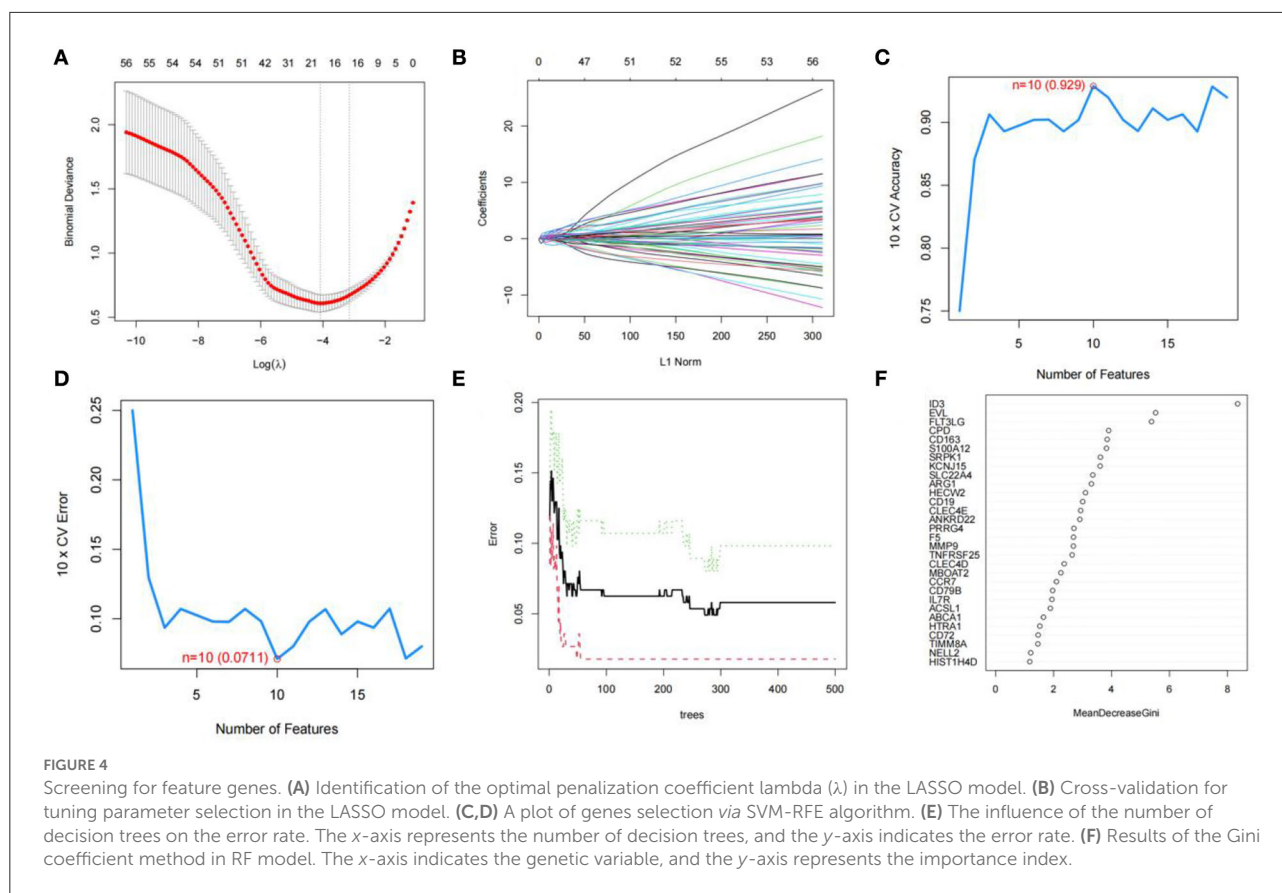 A
56 55 54 54 51 51 42 31 21 16 16 9 5 0
Binomial Deviance
2.0
1.5
1.0
0.5
−10 −8 −6 −4 −2
Log(λ)
B
0 47 51 52 55 53 56
Coefficients
20
10
0
−10
0 50 100 150 200 250 300
L1 Norm
C
n=10 (0.929)
10 x CV Accuracy
0.90
0.85
0.80
0.75
5 10 15
Number of Features
D
10 x CV Error
0.25
0.20
0.15
0.10
n=10 (0.0711)
5 10 15
Number of Features
E
Error
0.20
0.15
0.10
0.05
0 100 200 300 400 500
trees
F
ID3
EVL
FLT3LG
CPD
CD163
S100A12
SRPK1
KCNJ15
SLC22A4
ARG1
HECW2
CD19
CLEC4E
ANKRD22
PRRG4
F5
MMP9
TNFRSF25
CLEC4D
MBOAT2
CCR7
CD79B
IL7R
ACSL1
ABCA1
HTRA1
CD72
TIMM8A
NELL2
HIST1H4D
0 2 4 6 8
MeanDecreaseGini
FIGURE 4
Screening for feature genes. (A) Identification of the optimal penalization coefficient lambda (λ) in the LASSO model. (B) Cross-validation for
tuning parameter selection in the LASSO model. (C,D) A plot of genes selection via SVM-RFE algorithm. (E) The influence of the number of
decision trees on the error rate. The x-axis represents the number of decision trees, and the y-axis indicates the error rate. (F) Results of the Gini
coefficient method in RF model. The x-axis indicates the genetic variable, and the y-axis represents the importance index.